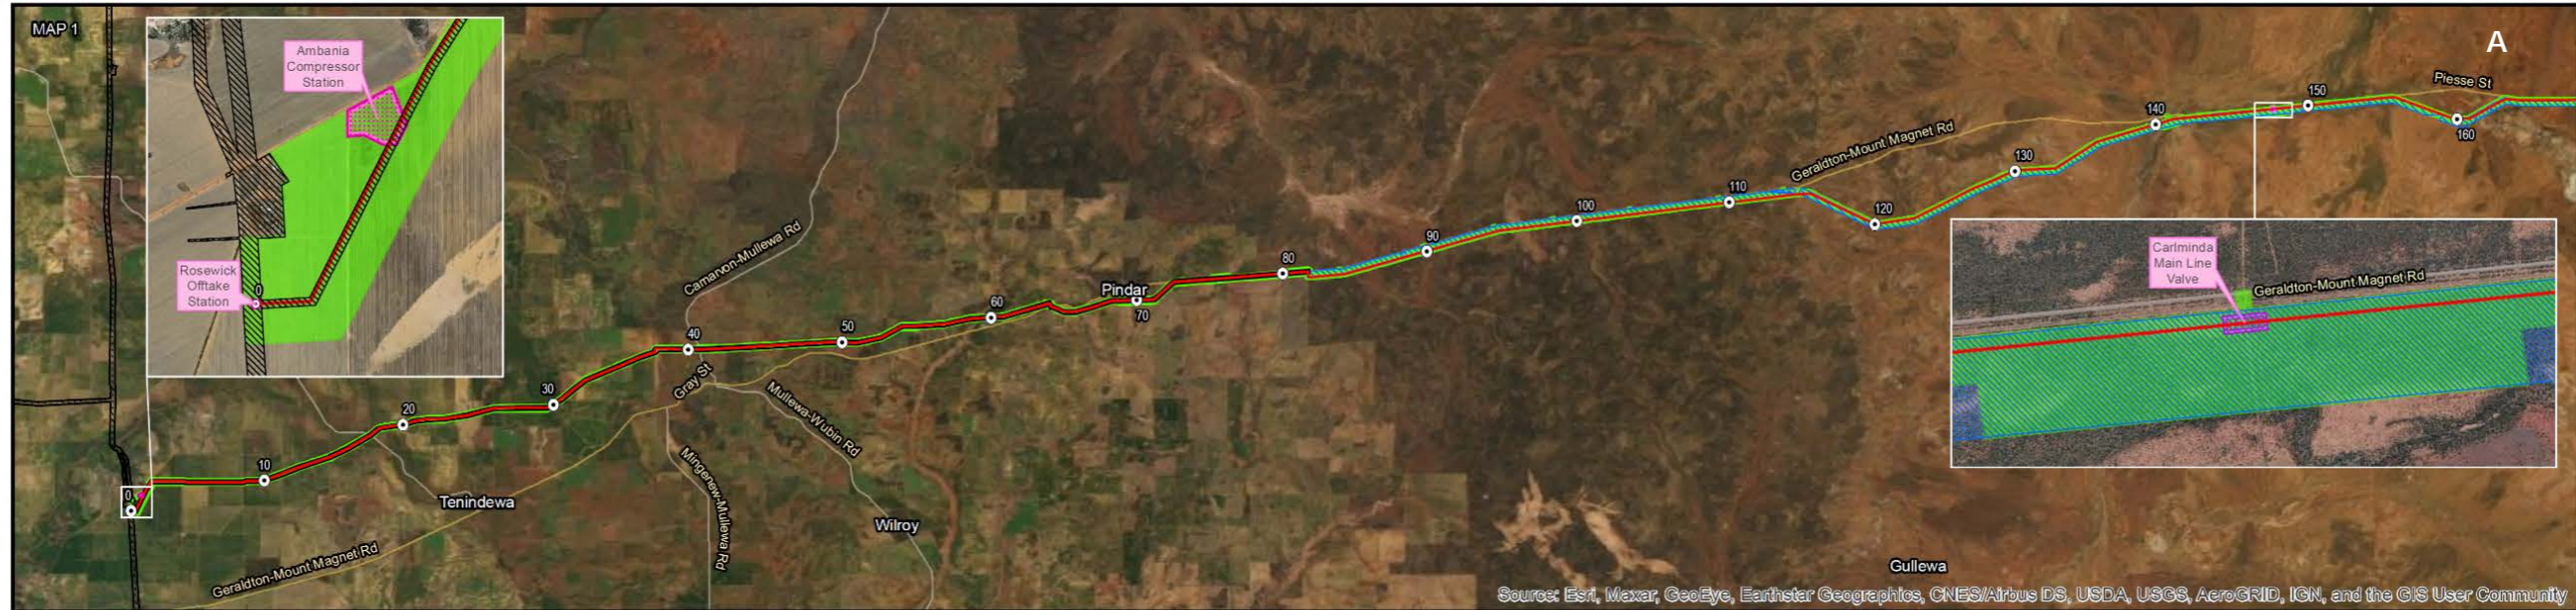 MAP 1
A
Ambania
Compressor
Station
Rosewick
Offtake
Station
0
Piesse St
150
140
160
Geraldton-Mount Magnet Rd
130
120
110
100
90
80
Carnarvon-Mullewa Rd
Pindar
70
60
50
40
Gray St
30
20
10
0
Mullewa-Wubin Rd
Mingenew-Mullewa Rd
Tenindewa
Wilroy
Geraldton-Mount Magnet Rd
Carlminda
Main Line
Valve
Geraldton-Mount Magnet Rd
Gullewa
Source: Esri, Maxar, GeoEye, Earthstar Geographics, CNES/Airbus DS, USDA, USGS, AeroGRID, IGN, and the GIS User Community